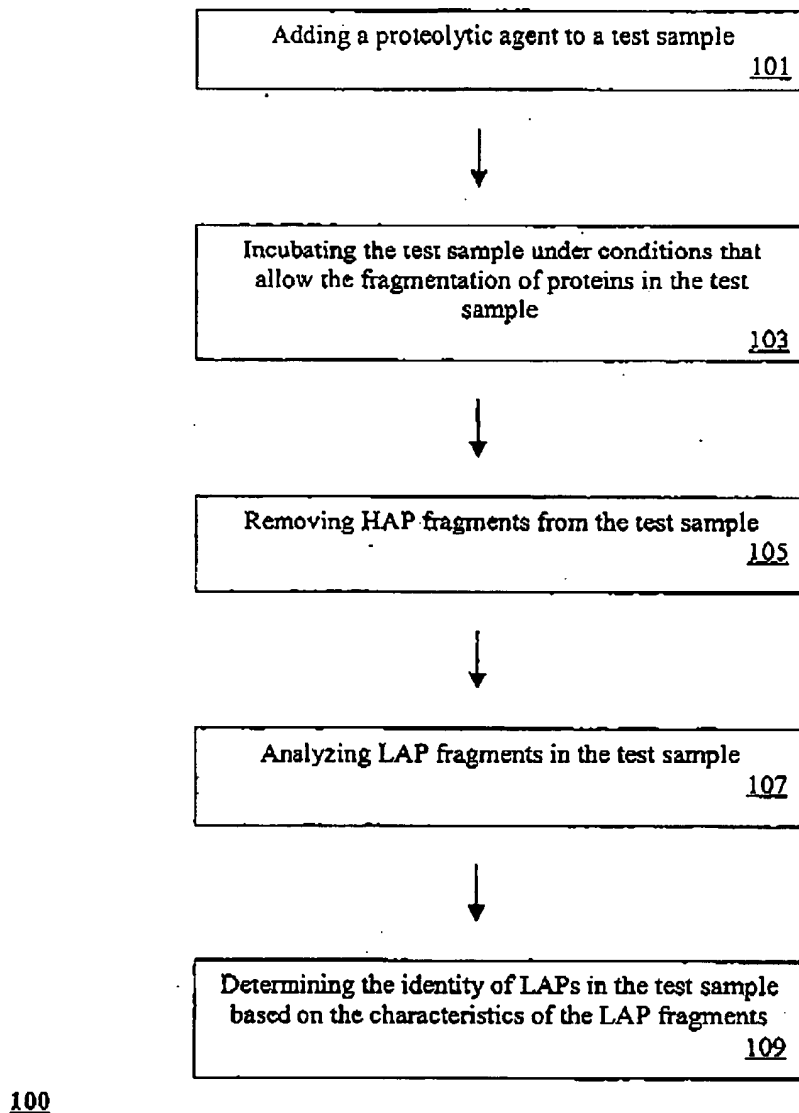 Adding a proteolytic agent to a test sample
101
Incubating the test sample under conditions that
allow the fragmentation of proteins in the test
sample
103
Removing HAP fragments from the test sample
105
Analyzing LAP fragments in the test sample
107
Determining the identity of LAPs in the test sample
based on the characteristics of the LAP fragments
109
100